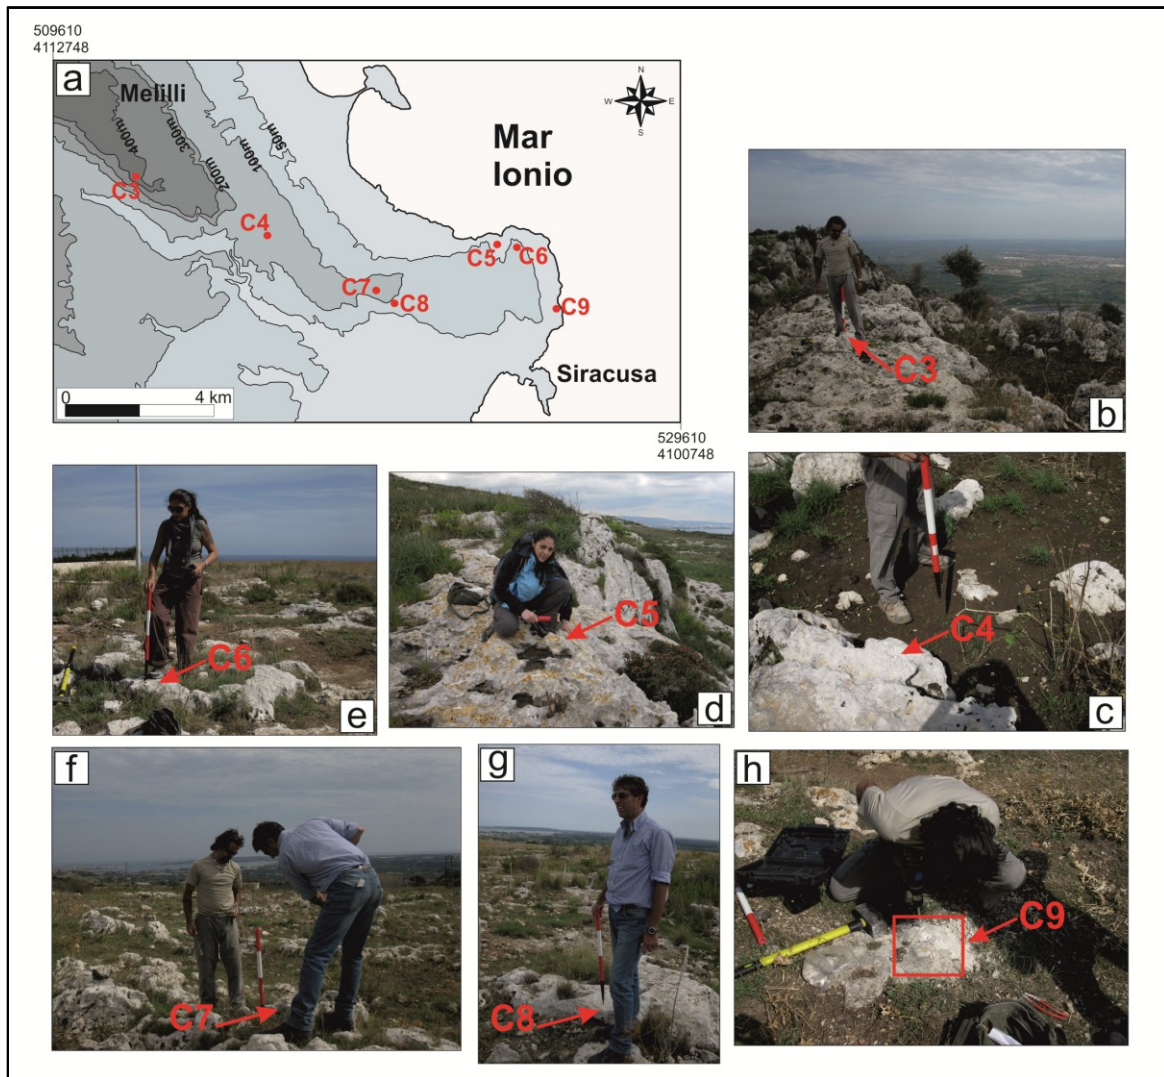 509610
4112748
a
Melilli
400m
300m
200m
100m
50m
N
W
E
S
Mar
Ionio
C3
C4
C5
C6
C7
C8
C9
Siracusa
0
4 km
529610
4100748
C3
b
C6
e
C5
d
C4
c
f
C7
g
C8
h
C9